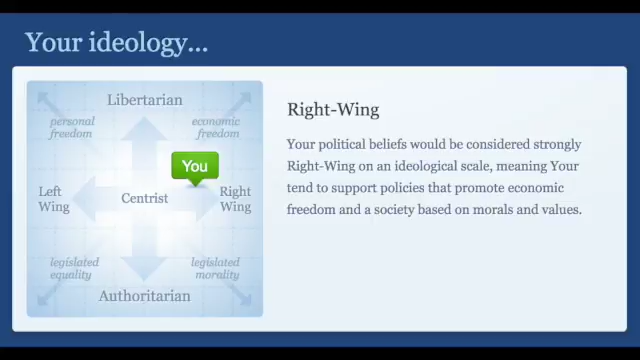 Your ideology...
Libertarian
personal
freedom
economic
freedom
You
Left
Wing
Centrist
Right
Wing
legislated
equality
legislated
morality
Authoritarian
Right-Wing
Your political beliefs would be considered strongly
Right-Wing on an ideological scale, meaning Your
tend to support policies that promote economic
freedom and a society based on morals and values.